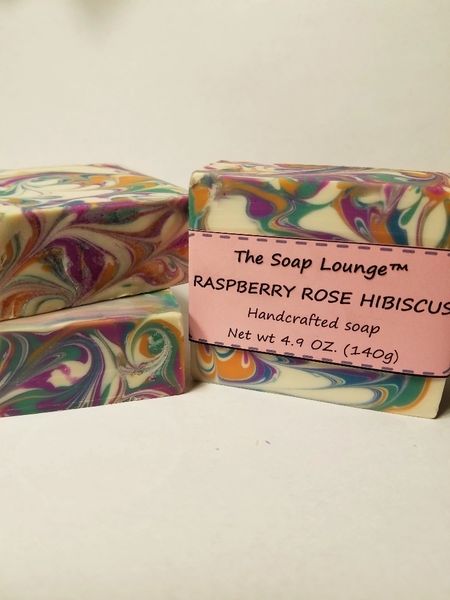 The Soap Lounge™
RASPBERRY ROSE HIBISCUS
Handcrafted soap
Net wt 4.9 OZ. (140g)